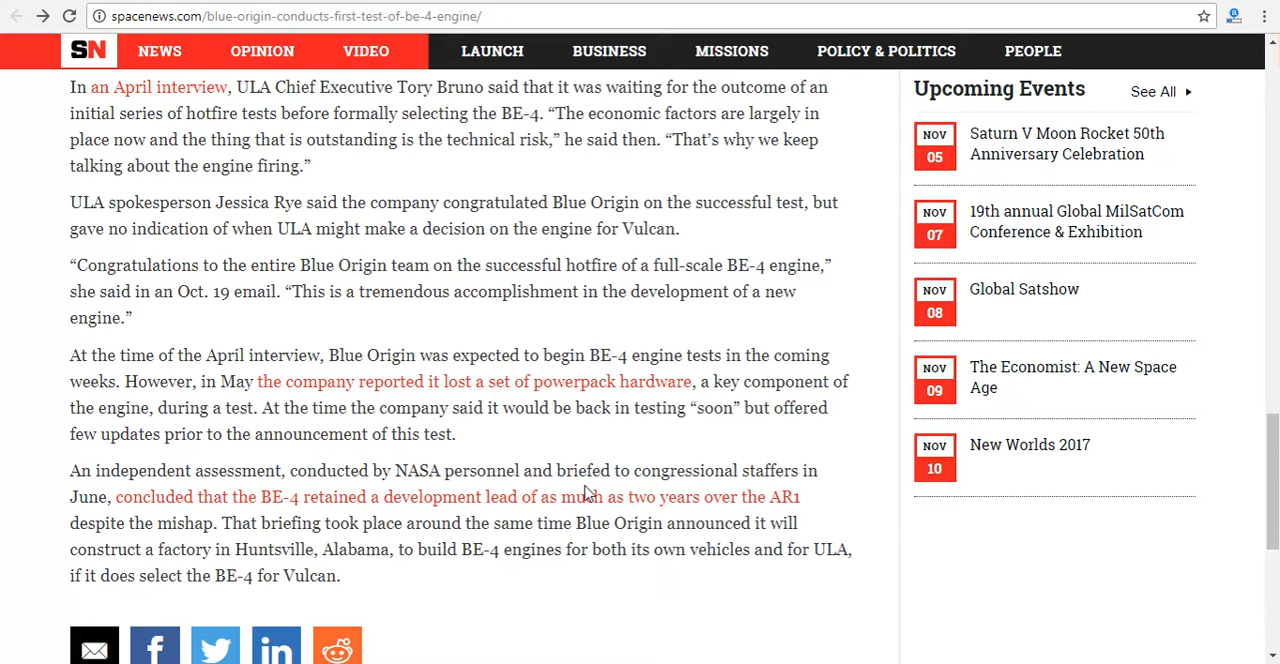 spacenews.com/blue-origin-conducts-first-test-of-be-4-engine/
SN NEWS OPINION VIDEO LAUNCH BUSINESS MISSIONS POLICY & POLITICS PEOPLE
In an April interview, ULA Chief Executive Tory Bruno said that it was waiting for the outcome of an
initial series of hotfire tests before formally selecting the BE-4. “The economic factors are largely in
place now and the thing that is outstanding is the technical risk,” he said then. “That’s why we keep
talking about the engine firing.”
ULA spokesperson Jessica Rye said the company congratulated Blue Origin on the successful test, but
gave no indication of when ULA might make a decision on the engine for Vulcan.
“Congratulations to the entire Blue Origin team on the successful hotfire of a full-scale BE-4 engine,”
she said in an Oct. 19 email. “This is a tremendous accomplishment in the development of a new
engine.”
At the time of the April interview, Blue Origin was expected to begin BE-4 engine tests in the coming
weeks. However, in May the company reported it lost a set of powerpack hardware, a key component of
the engine, during a test. At the time the company said it would be back in testing “soon” but offered
few updates prior to the announcement of this test.
An independent assessment, conducted by NASA personnel and briefed to congressional staffers in
June, concluded that the BE-4 retained a development lead of as much as two years over the AR1
despite the mishap. That briefing took place around the same time Blue Origin announced it will
construct a factory in Huntsville, Alabama, to build BE-4 engines for both its own vehicles and for ULA,
if it does select the BE-4 for Vulcan.
Upcoming Events See All
NOV
05
Saturn V Moon Rocket 50th
Anniversary Celebration
NOV
07
19th annual Global MilSatCom
Conference & Exhibition
NOV
08
Global Satshow
NOV
09
The Economist: A New Space
Age
NOV
10
New Worlds 2017